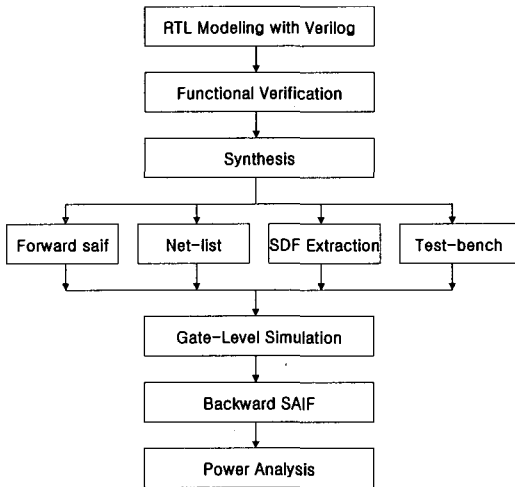 RTL Modeling with Verilog
Functional Verification
Synthesis
Forward saif
Net-list
SDF Extraction
Test-bench
Gate-Level Simulation
Backward SAIF
Power Analysis